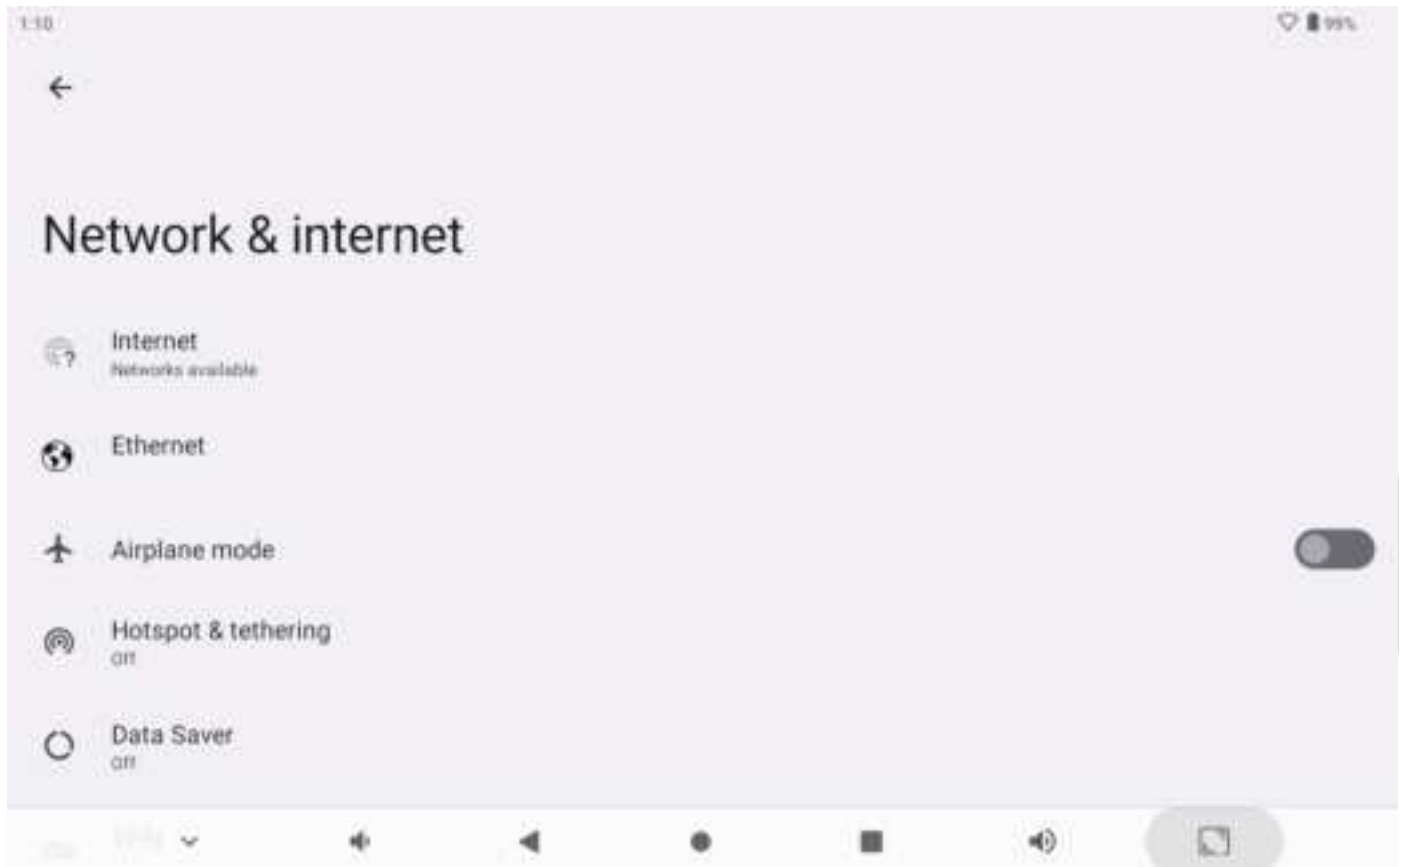 1:10
99%
Network & internet
Internet
Networks available
Ethernet
Airplane mode
Hotspot & tethering
Off
Data Saver
Off